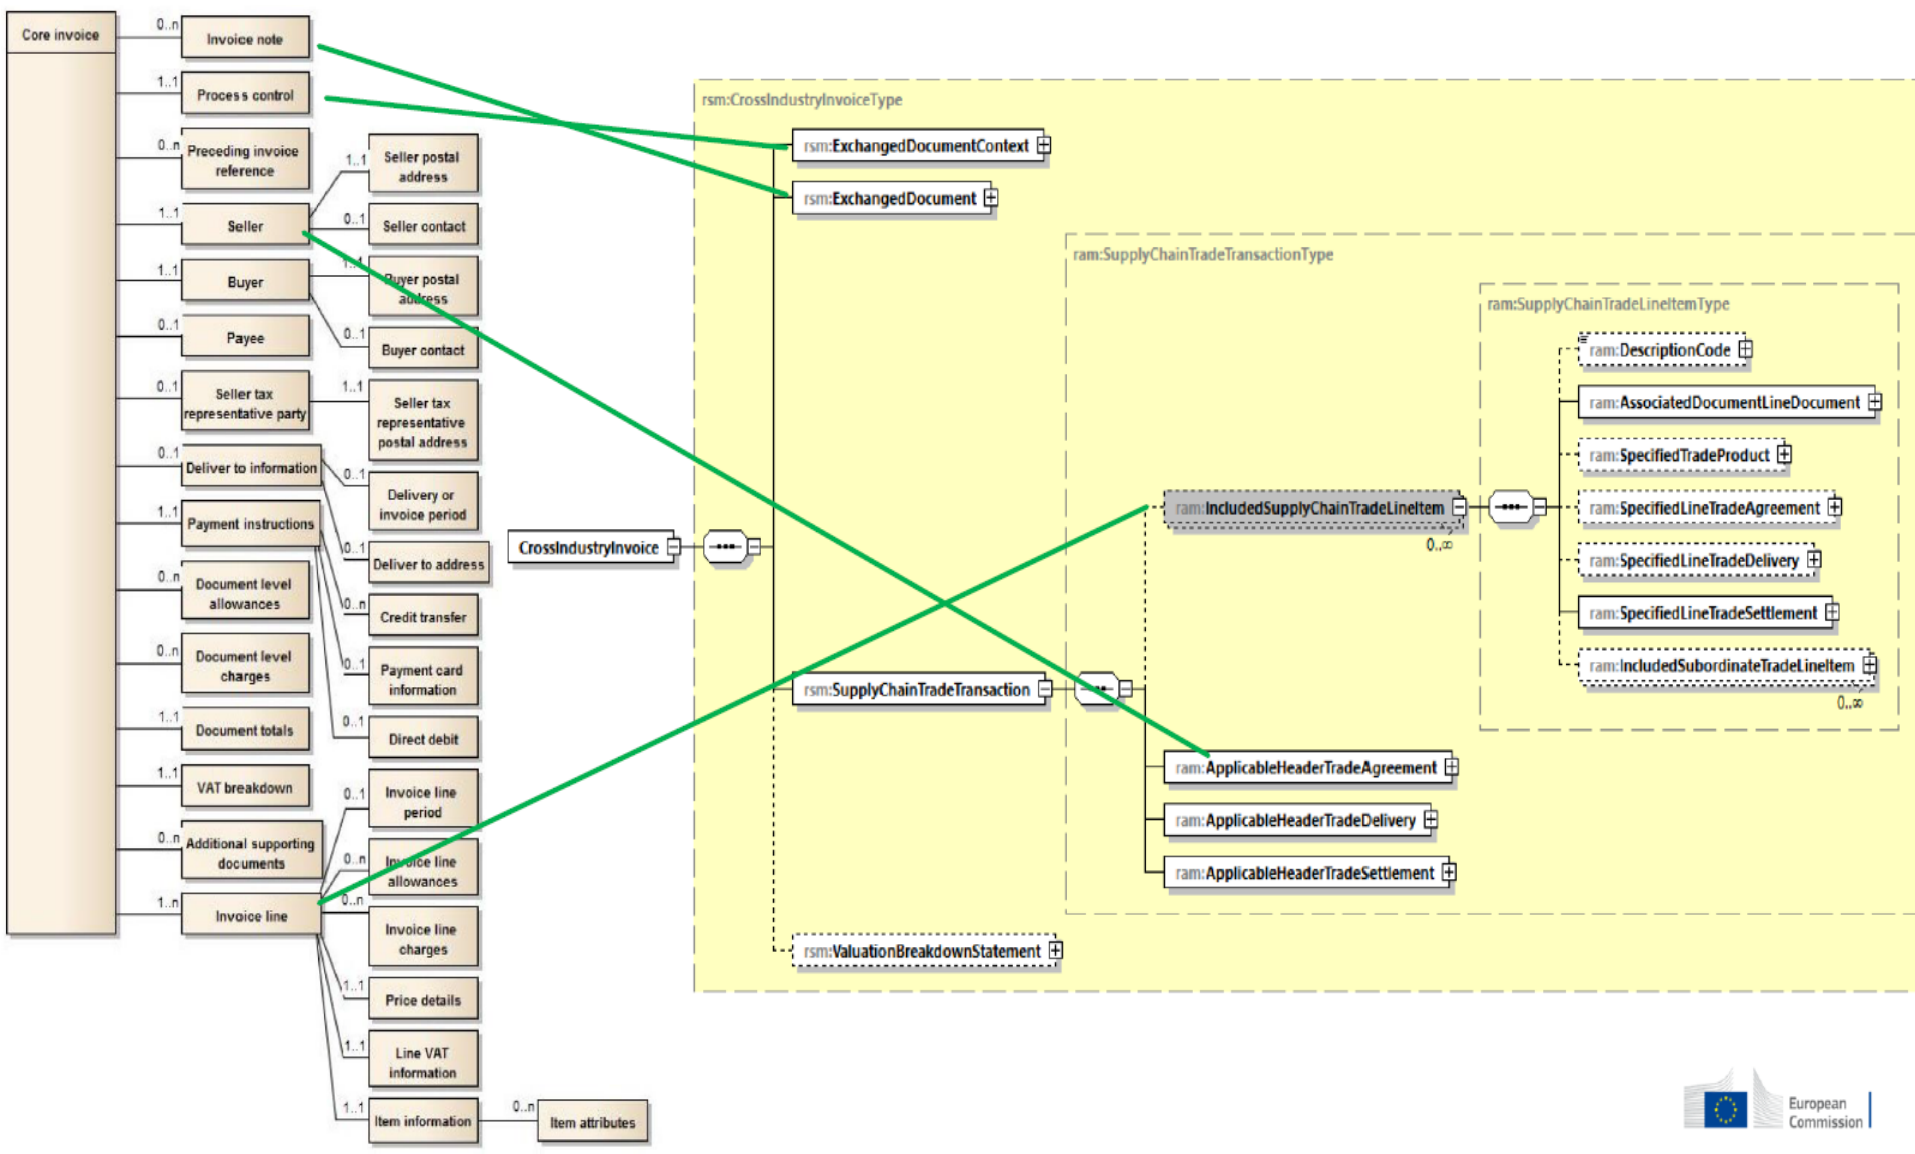 Core invoice
0..n
Invoice note
1..1
Process control
0..n
Preceding invoice
reference
1..1
Seller postal
address
1..1
Seller
0..1
Seller contact
1..1
Buyer
1..1
Buyer postal
address
0..1
Payee
0..1
Buyer contact
0..1
Seller tax
representative party
1..1
Seller tax
representative
postal address
0..1
Deliver to information
0..1
Delivery or
invoice period
1..1
Payment instructions
0..1
Deliver to address
0..n
Document level
allowances
0..n
Credit transfer
0..n
Document level
charges
0..1
Payment card
information
1..1
Document totals
0..1
Direct debit
1..1
VAT breakdown
0..1
Invoice line
period
0..n
Additional supporting
documents
0..n
Invoice line
allowances
1..n
Invoice line
0..n
Invoice line
charges
1..1
Price details
1..1
Line VAT
information
1..1
Item information
0..n
Item attributes
CrossIndustryInvoice
rsm:CrossIndustryInvoiceType
rsm:ExchangedDocumentContext
rsm:ExchangedDocument
ram:SupplyChainTradeTransactionType
ram:SupplyChainTradeLineItemType
ram:DescriptionCode
ram:AssociatedDocumentLineDocument
ram:SpecifiedTradeProduct
ram:IncludedSupplyChainTradeLineItem
0..∞
ram:SpecifiedLineTradeAgreement
ram:SpecifiedLineTradeDelivery
ram:SpecifiedLineTradeSettlement
ram:IncludedSubordinateTradeLineItem
0..∞
rsm:SupplyChainTradeTransaction
ram:ApplicableHeaderTradeAgreement
ram:ApplicableHeaderTradeDelivery
ram:ApplicableHeaderTradeSettlement
rsm:ValuationBreakdownStatement
European
Commission